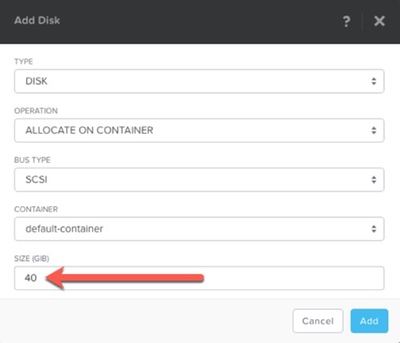 Add Disk
?
TYPE
DISK
OPERATION
ALLOCATE ON CONTAINER
BUS TYPE
SCSI
CONTAINER
default-container
SIZE (GIB)
40
Cancel
Add